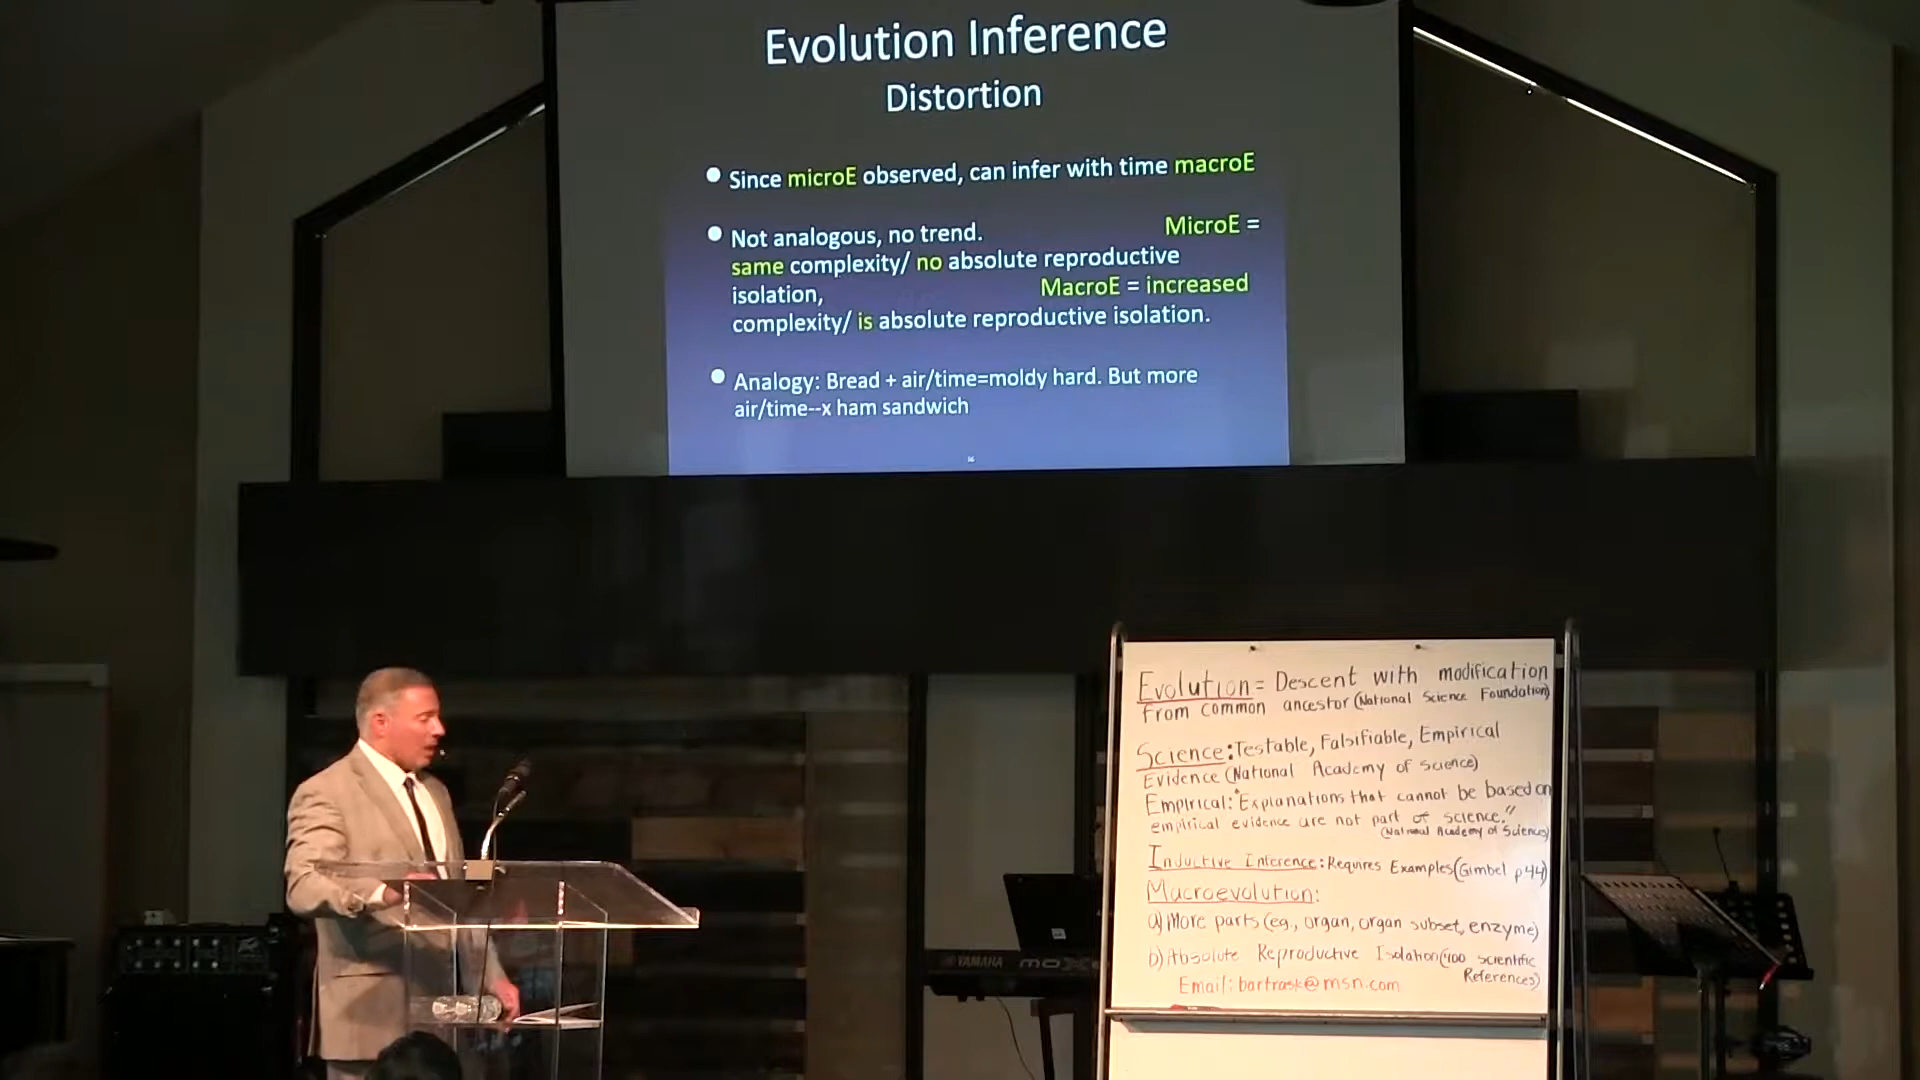 Evolution Inference
Distortion
Since microE observed, can infer with time macroE
Not analogous, no trend. MicroE =
same complexity/ no absolute reproductive
isolation, MacroE = increased
complexity/ is absolute reproductive isolation.
Analogy: Bread + air/time=moldy hard. But more
air/time--x ham sandwich
Evolution = Descent with modification
from common ancestor (National Science Foundation)
Science: Testable, Falsifiable, Empirical
Evidence (National Academy of Science)
Empirical: "Explanations that cannot be based on
empirical evidence are not part of science."
(National Academy of Sciences)
Inductive Inference: Requires Examples (Gimbel p44)
Macroevolution:
a) More parts (eg., organ, organ subset, enzyme)
b) Absolute Reproductive Isolation (400 scientific
References)
Email: bartrask@msn.com
YAMAHA